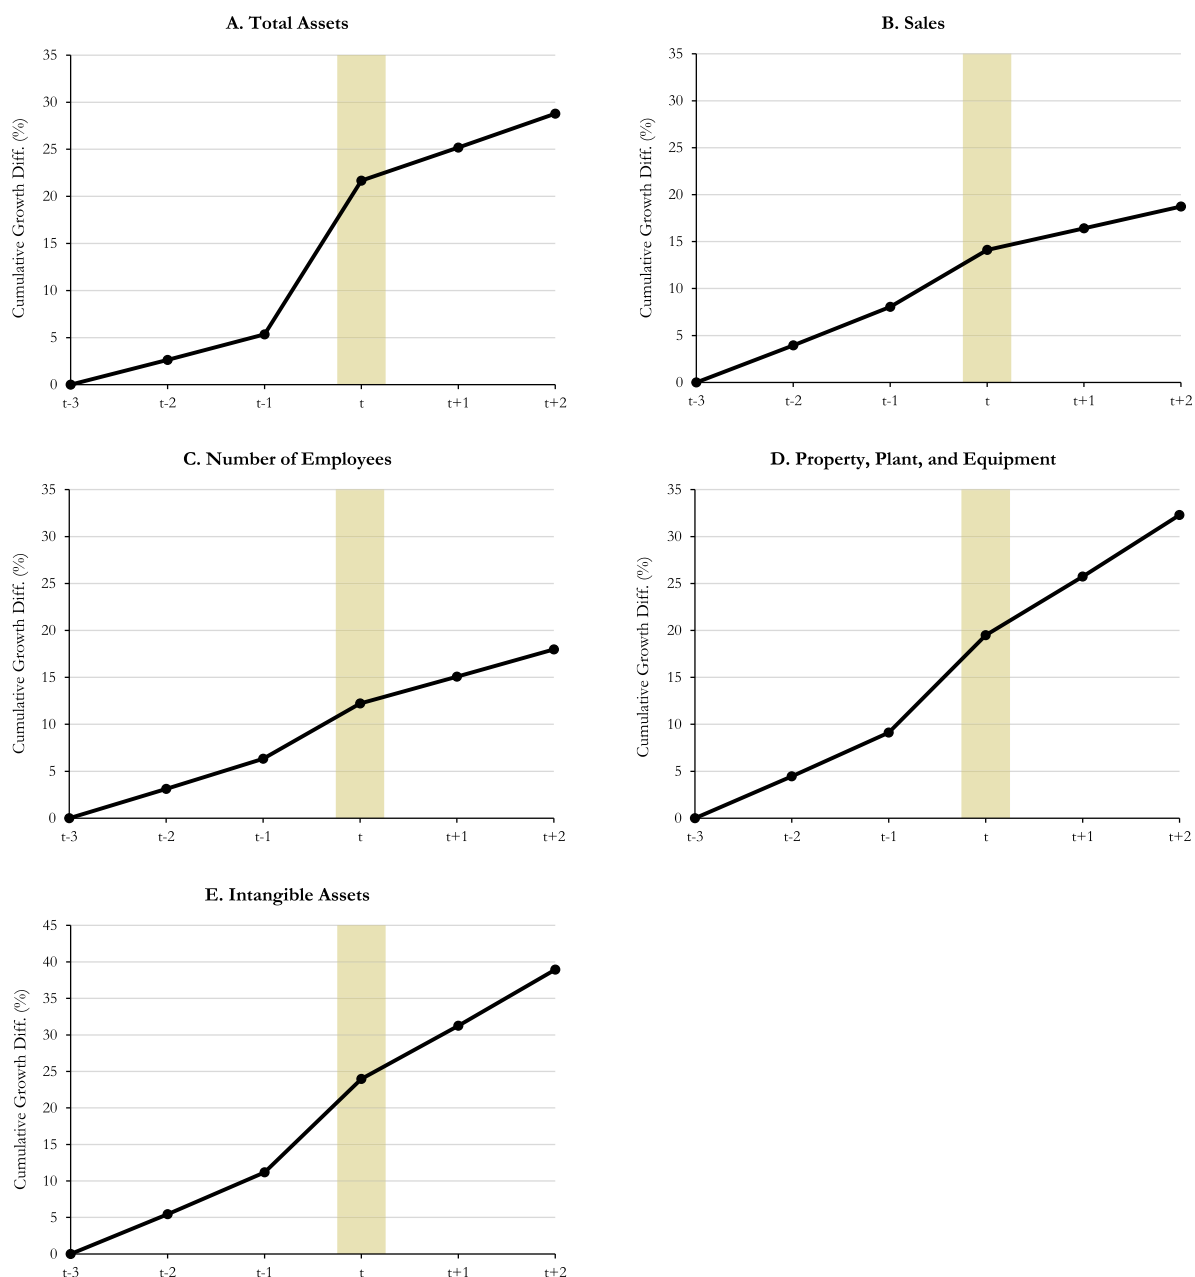 A. Total Assets
Cumulative Growth Diff. (%)
35
30
25
20
15
10
5
0
t-3 t-2 t-1 t t+1 t+2
B. Sales
Cumulative Growth Diff. (%)
35
30
25
20
15
10
5
0
t-3 t-2 t-1 t t+1 t+2
C. Number of Employees
Cumulative Growth Diff. (%)
35
30
25
20
15
10
5
0
t-3 t-2 t-1 t t+1 t+2
D. Property, Plant, and Equipment
Cumulative Growth Diff. (%)
35
30
25
20
15
10
5
0
t-3 t-2 t-1 t t+1 t+2
E. Intangible Assets
Cumulative Growth Diff. (%)
45
40
35
30
25
20
15
10
5
0
t-3 t-2 t-1 t t+1 t+2